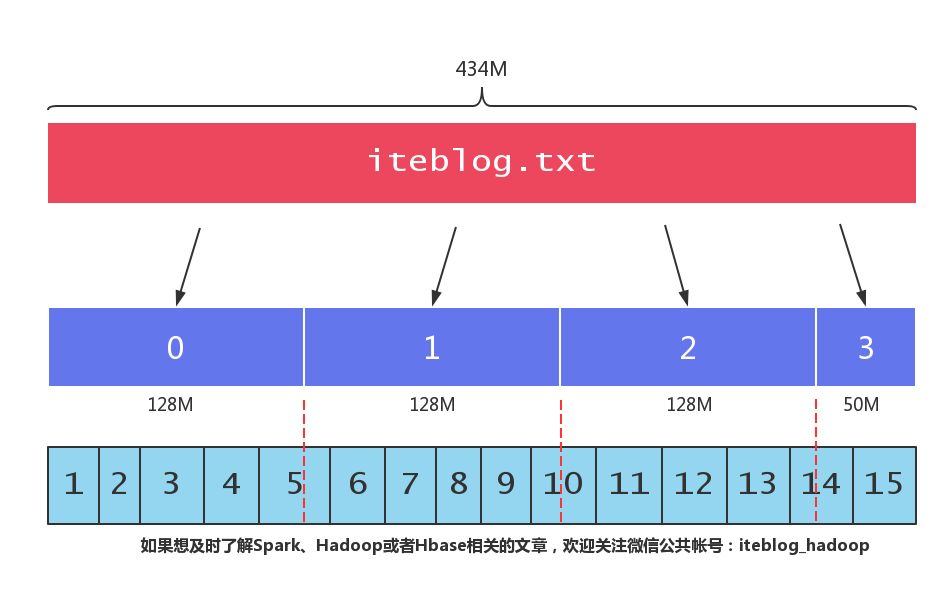 434M
iteblog.txt
0 1 2 3
128M 128M 128M 50M
1 2 3 4 5 6 7 8 9 10 11 12 13 14 15
如果想及时了解Spark、Hadoop或者Hbase相关的文章，欢迎关注微信公共帐号：iteblog_hadoop